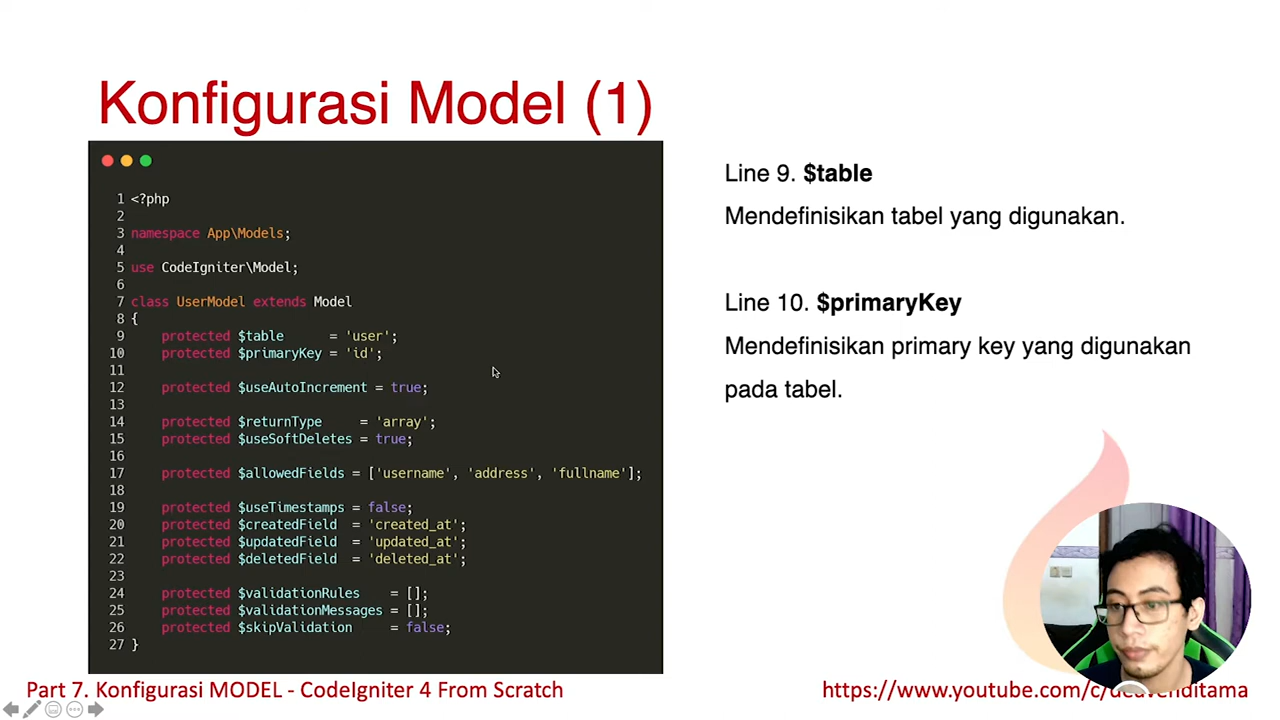 Konfigurasi Model (1)
1 <?php
2
3 namespace App\Models;
4
5 use CodeIgniter\Model;
6
7 class UserModel extends Model
8 {
9 protected $table = 'user';
10 protected $primaryKey = 'id';
11
12 protected $useAutoIncrement = true;
13
14 protected $returnType = 'array';
15 protected $useSoftDeletes = true;
16
17 protected $allowedFields = ['username', 'address', 'fullname'];
18
19 protected $useTimestamps = false;
20 protected $createdField = 'created_at';
21 protected $updatedField = 'updated_at';
22 protected $deletedField = 'deleted_at';
23
24 protected $validationRules = [];
25 protected $validationMessages = [];
26 protected $skipValidation = false;
27 }
Line 9. $table
Mendefinisikan tabel yang digunakan.
Line 10. $primaryKey
Mendefinisikan primary key yang digunakan
pada tabel.
Part 7. Konfigurasi MODEL - CodeIgniter 4 From Scratch
https://www.youtube.com/c/deavenditama